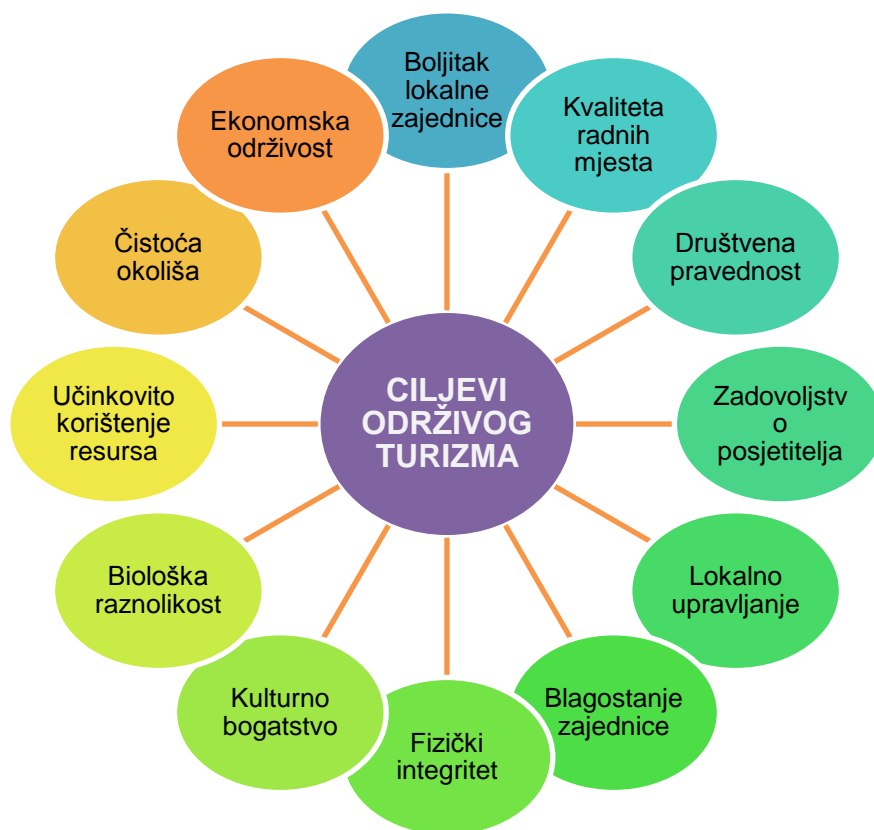 Boljitak
lokalne
zajednice
Kvaliteta
radnih
mjesta
Društvena
pravednost
Zadovoljstv
o
posjetitelja
Lokalno
upravljanje
Blagostanje
zajednice
Fizički
integritet
Kulturno
bogatstvo
Biološka
raznolikost
Učinkovito
korištenje
resursa
Čistoća
okoliša
Ekonomska
održivost
CILJEVI
ODRŽIVOG
TURIZMA